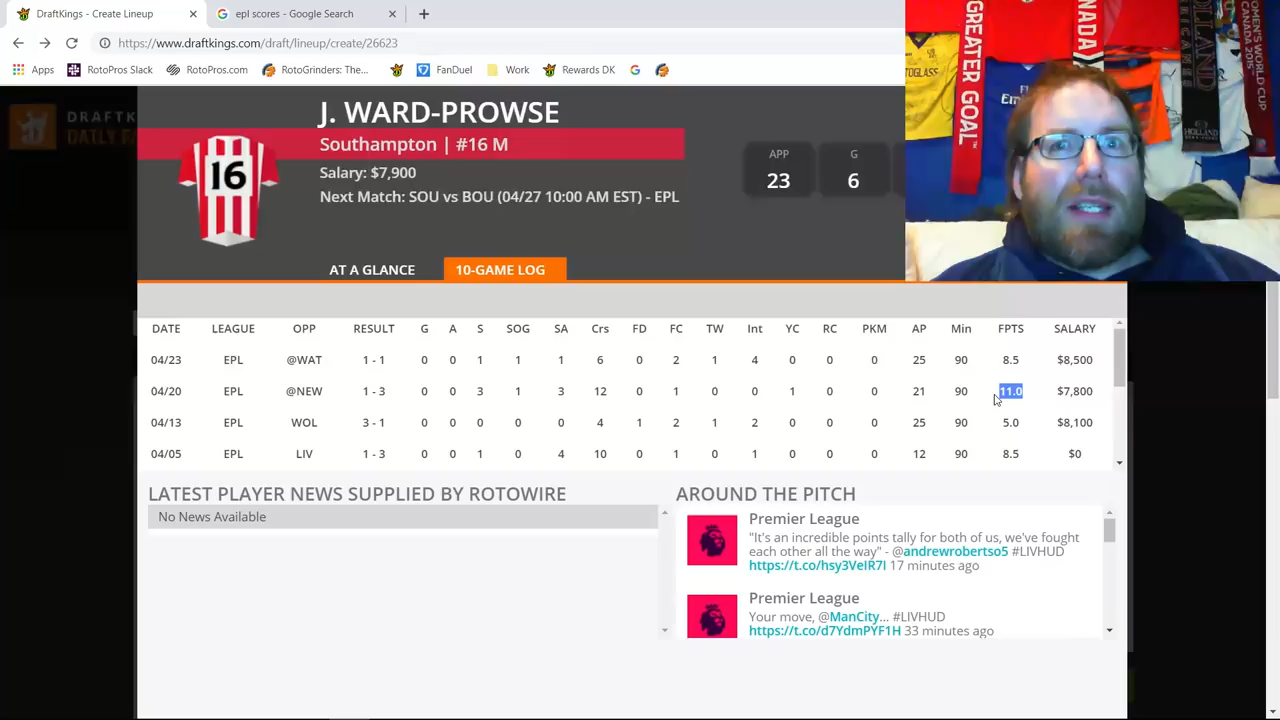 DraftKings - Create Lineup
epl scores - Google Search
https://www.draftkings.com/draft/lineup/create/26623
Apps RotoPros Slack RotoPros.com RotoGrinders: The... FanDuel Work Rewards DK
J. WARD-PROWSE
Southampton | #16 M
Salary: $7,900
Next Match: SOU vs BOU (04/27 10:00 AM EST) - EPL
16
APP G
23 6
AT A GLANCE 10-GAME LOG
DATE LEAGUE OPP RESULT G A S SOG SA Crs FD FC TW Int YC RC PKM AP Min FPTS SALARY
04/23 EPL @WAT 1 - 1 0 0 1 1 1 6 0 2 1 4 0 0 0 25 90 8.5 $8,500
04/20 EPL @NEW 1 - 3 0 0 3 1 3 12 0 1 0 0 1 0 0 21 90 11.0 $7,800
04/13 EPL WOL 3 - 1 0 0 0 0 0 4 1 2 1 2 0 0 0 25 90 5.0 $8,100
04/05 EPL LIV 1 - 3 0 0 1 0 4 10 0 1 0 1 0 0 0 12 90 8.5 $0
LATEST PLAYER NEWS SUPPLIED BY ROTOWIRE
No News Available
AROUND THE PITCH
Premier League
"It's an incredible points tally for both of us, we've fought
each other all the way" - @andrewrobertso5 #LIVHUD
https://t.co/hsy3VeIR7I 17 minutes ago
Premier League
Your move, @ManCity... #LIVHUD
https://t.co/d7YdmPYF1H 33 minutes ago
GREATER GOAL
NADA
HOLLAND
WOMEN'S WORLD CUP
CANADA 2015